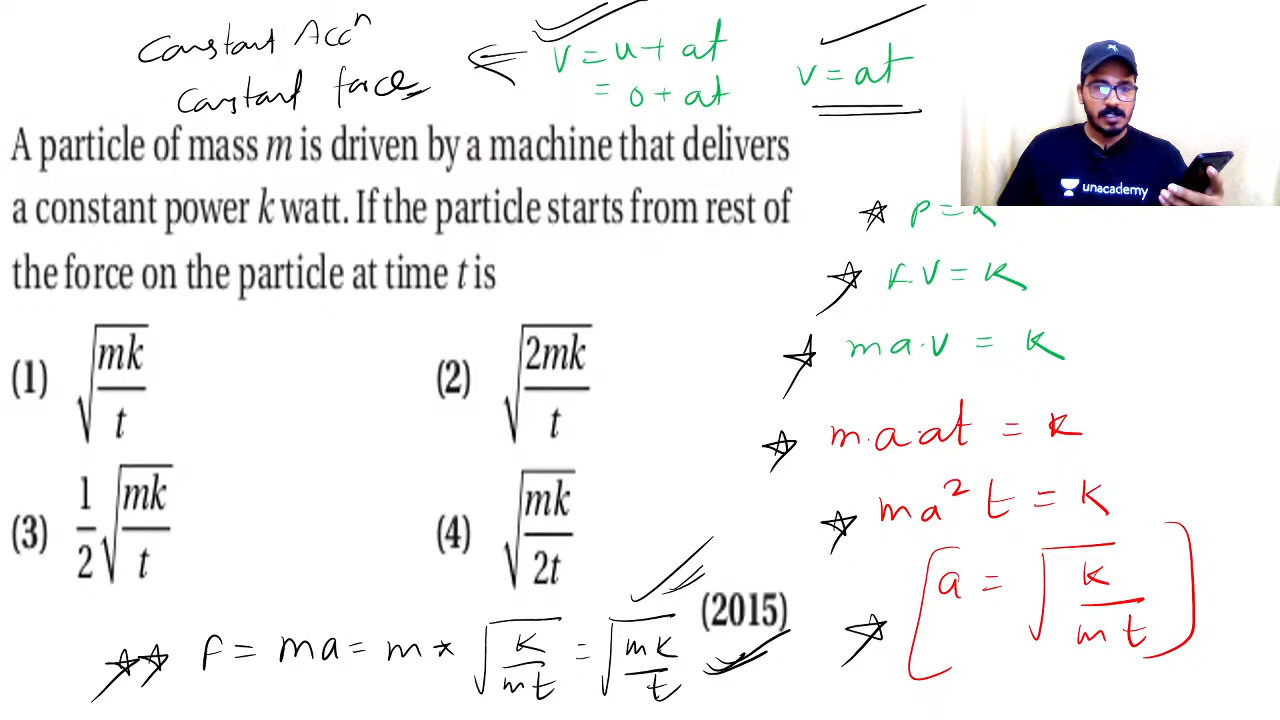 Constant Accⁿ
Constant force
v = u + at
= 0 + at
v = at
A particle of mass m is driven by a machine that delivers
a constant power k watt. If the particle starts from rest of
the force on the particle at time t is
(1) √(mk/t)
(2) √(2mk/t)
(3) 1/2 √(mk/t)
(4) √(mk/2t)
(2015)
unacademy
P =
F.V = K
ma.v = K
m.a.at = K
ma² t = K
a = √(K/mt)
F = ma = m * √(K/mt) = √(mK/t)